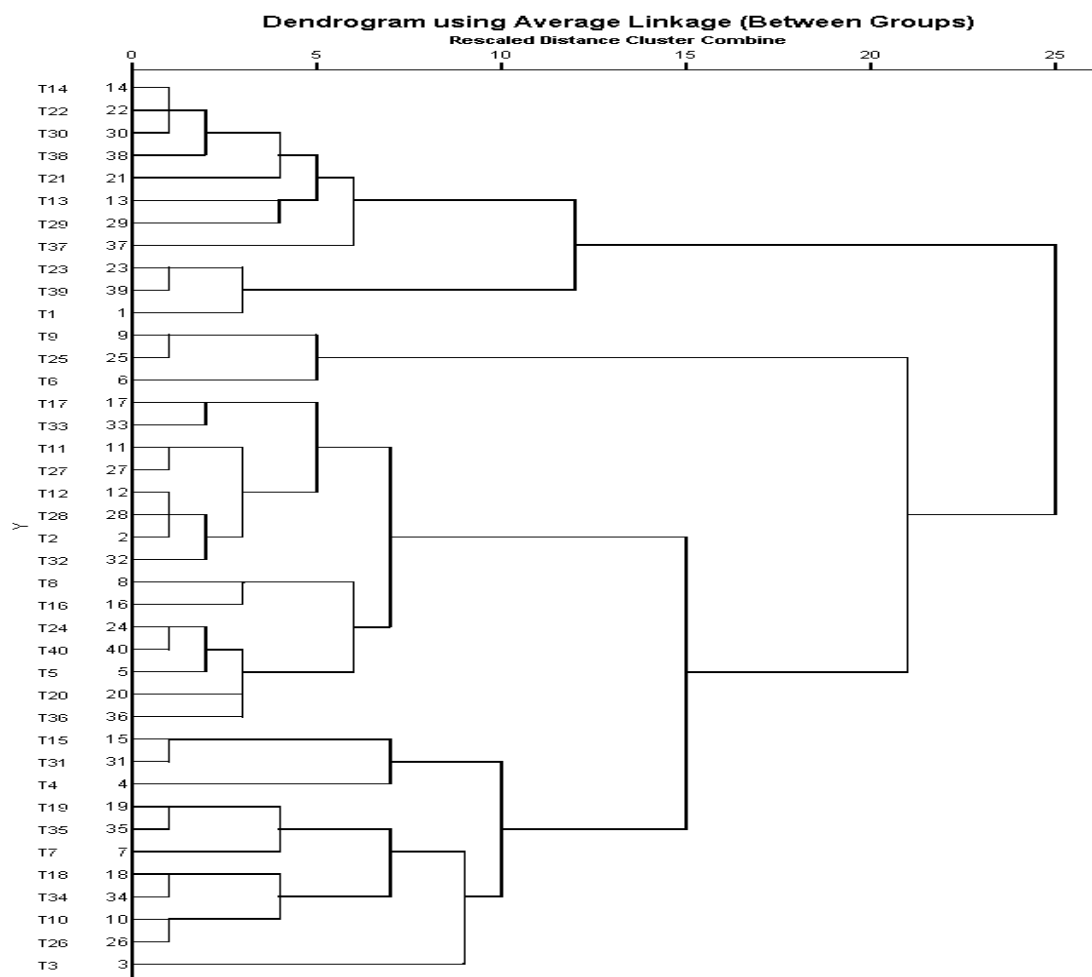 Dendrogram using Average Linkage (Between Groups)
Rescaled Distance Cluster Combine
0 5 10 15 20 25
T14 14
T22 22
T30 30
T38 38
T21 21
T13 13
T29 29
T37 37
T23 23
T39 39
T1 1
T9 9
T25 25
T6 6
T17 17
T33 33
T11 11
T27 27
T12 12
T28 28
Y
T2 2
T32 32
T8 8
T16 16
T24 24
T40 40
T5 5
T20 20
T36 36
T15 15
T31 31
T4 4
T19 19
T35 35
T7 7
T18 18
T34 34
T10 10
T26 26
T3 3